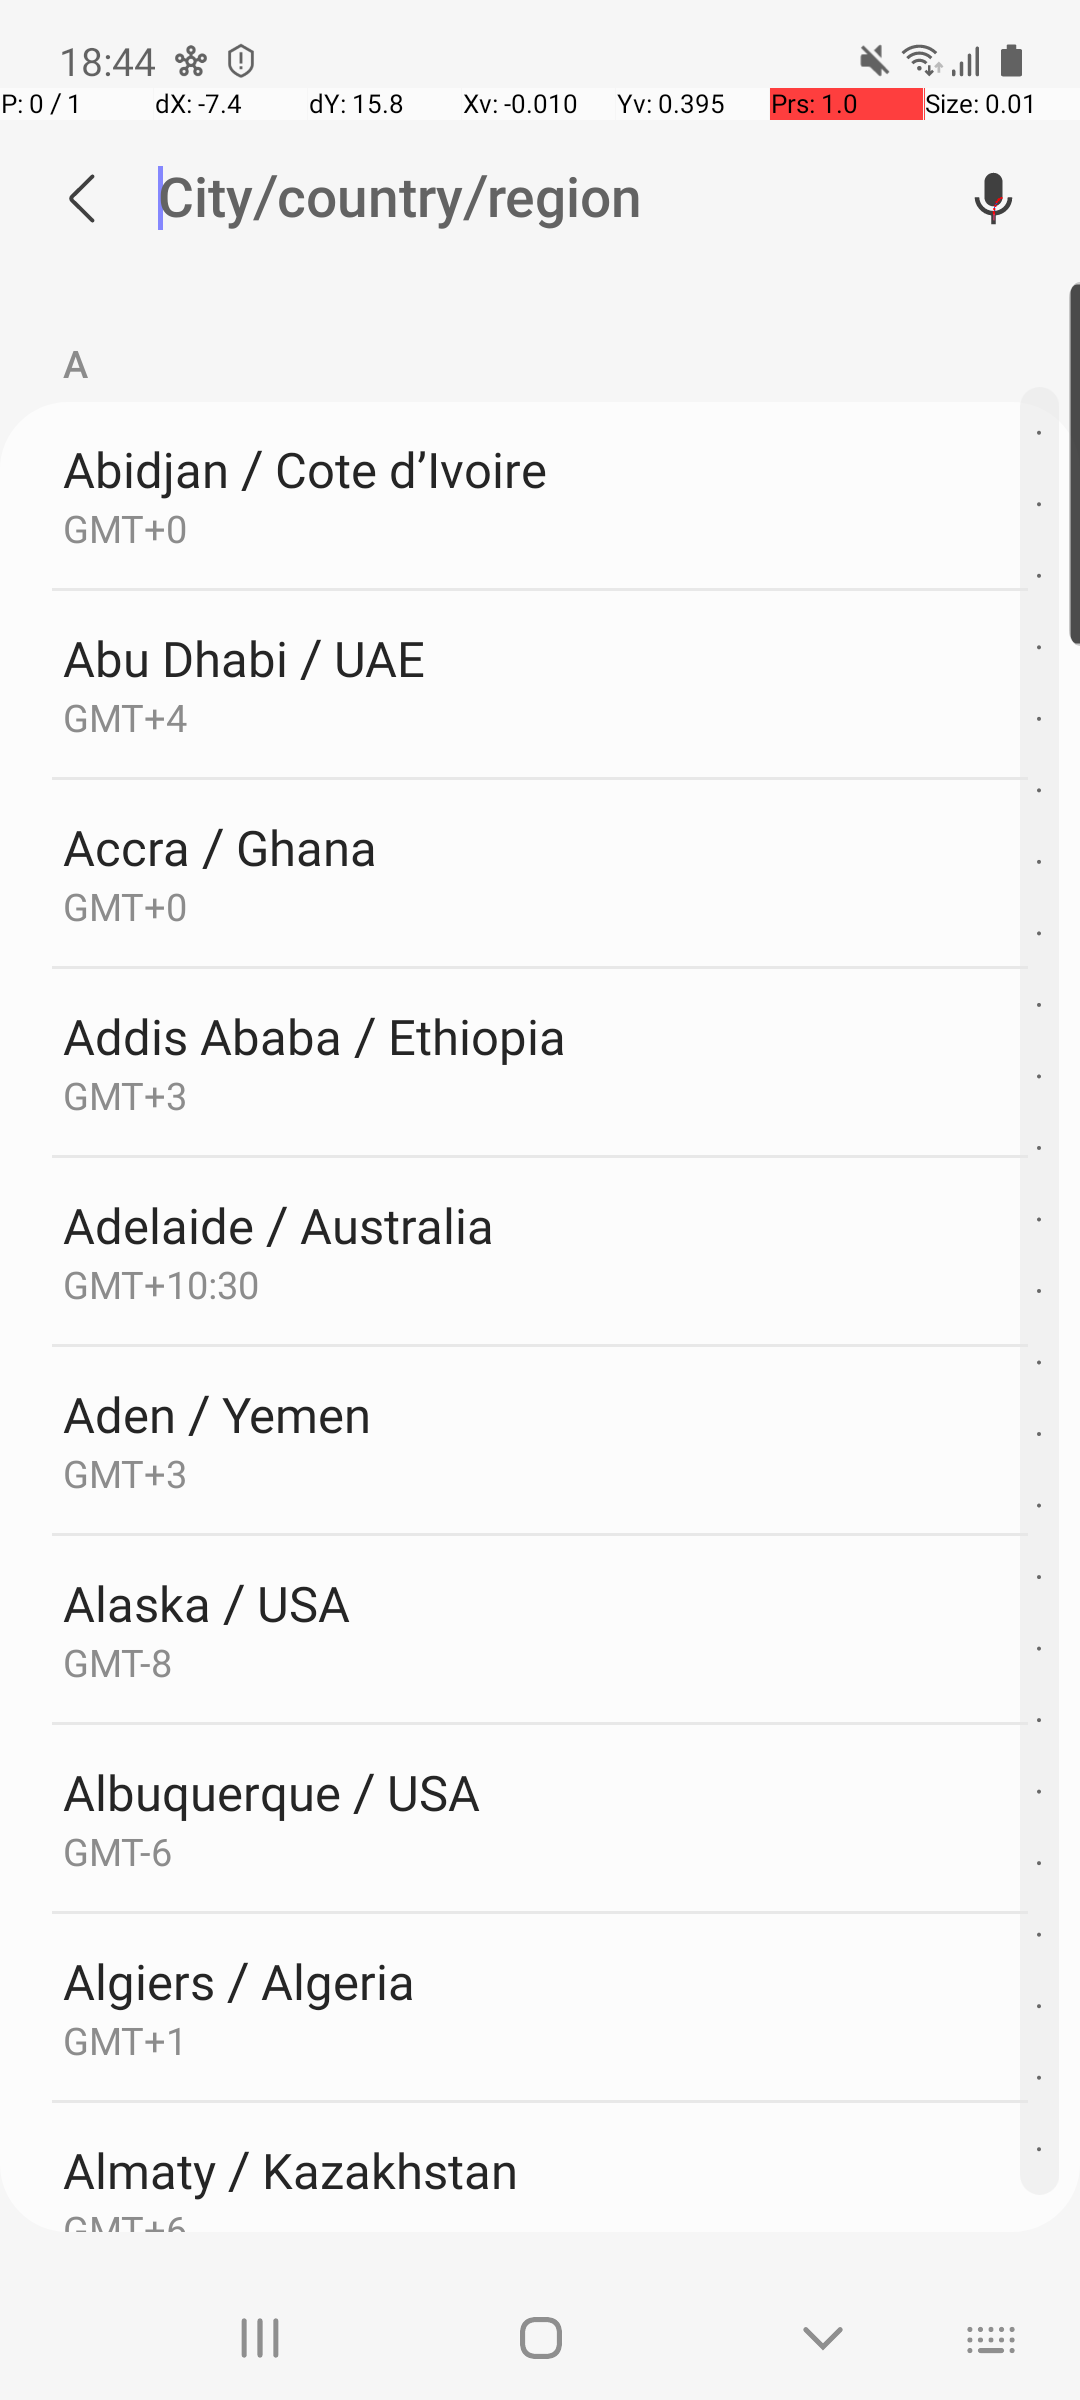 18:44
P: 0 / 1 dX: -7.4 dY: 15.8 Xv: -0.010 Yv: 0.395 Prs: 1.0 Size: 0.01
City/country/region
A
Abidjan / Cote d’Ivoire
GMT+0
Abu Dhabi / UAE
GMT+4
Accra / Ghana
GMT+0
Addis Ababa / Ethiopia
GMT+3
Adelaide / Australia
GMT+10:30
Aden / Yemen
GMT+3
Alaska / USA
GMT-8
Albuquerque / USA
GMT-6
Algiers / Algeria
GMT+1
Almaty / Kazakhstan
GMT+6